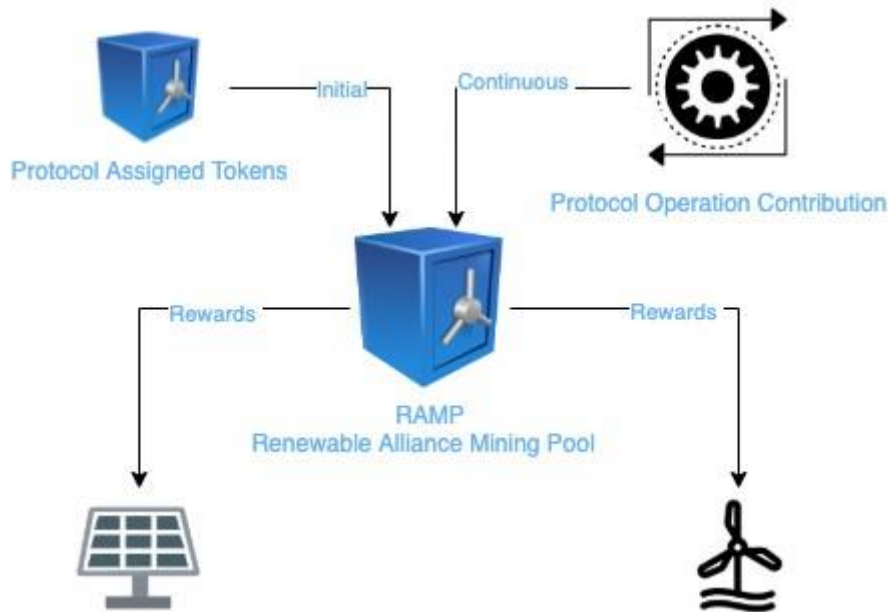 Initial
Continuous
Protocol Assigned Tokens
Protocol Operation Contribution
Rewards
Rewards
RAMP
Renewable Alliance Mining Pool